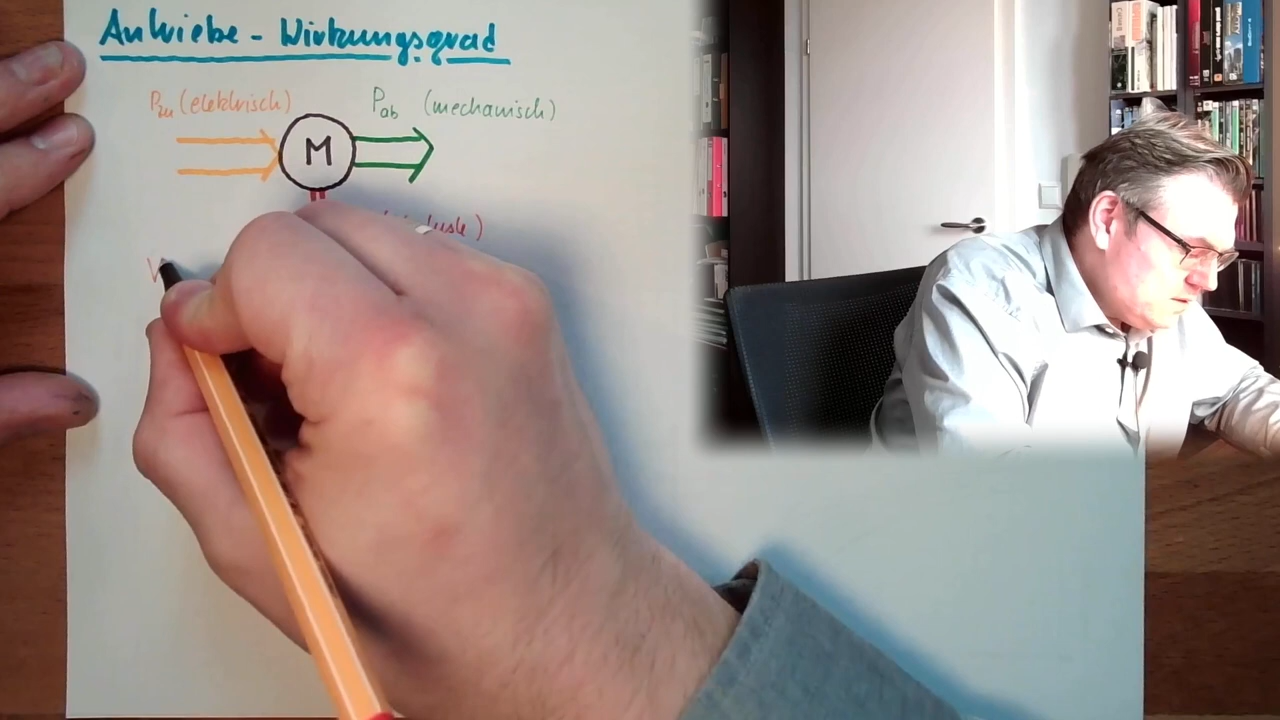 Antriebe - Wirkungsgrad
Pzu (elektrisch)
Pab (mechanisch)
M